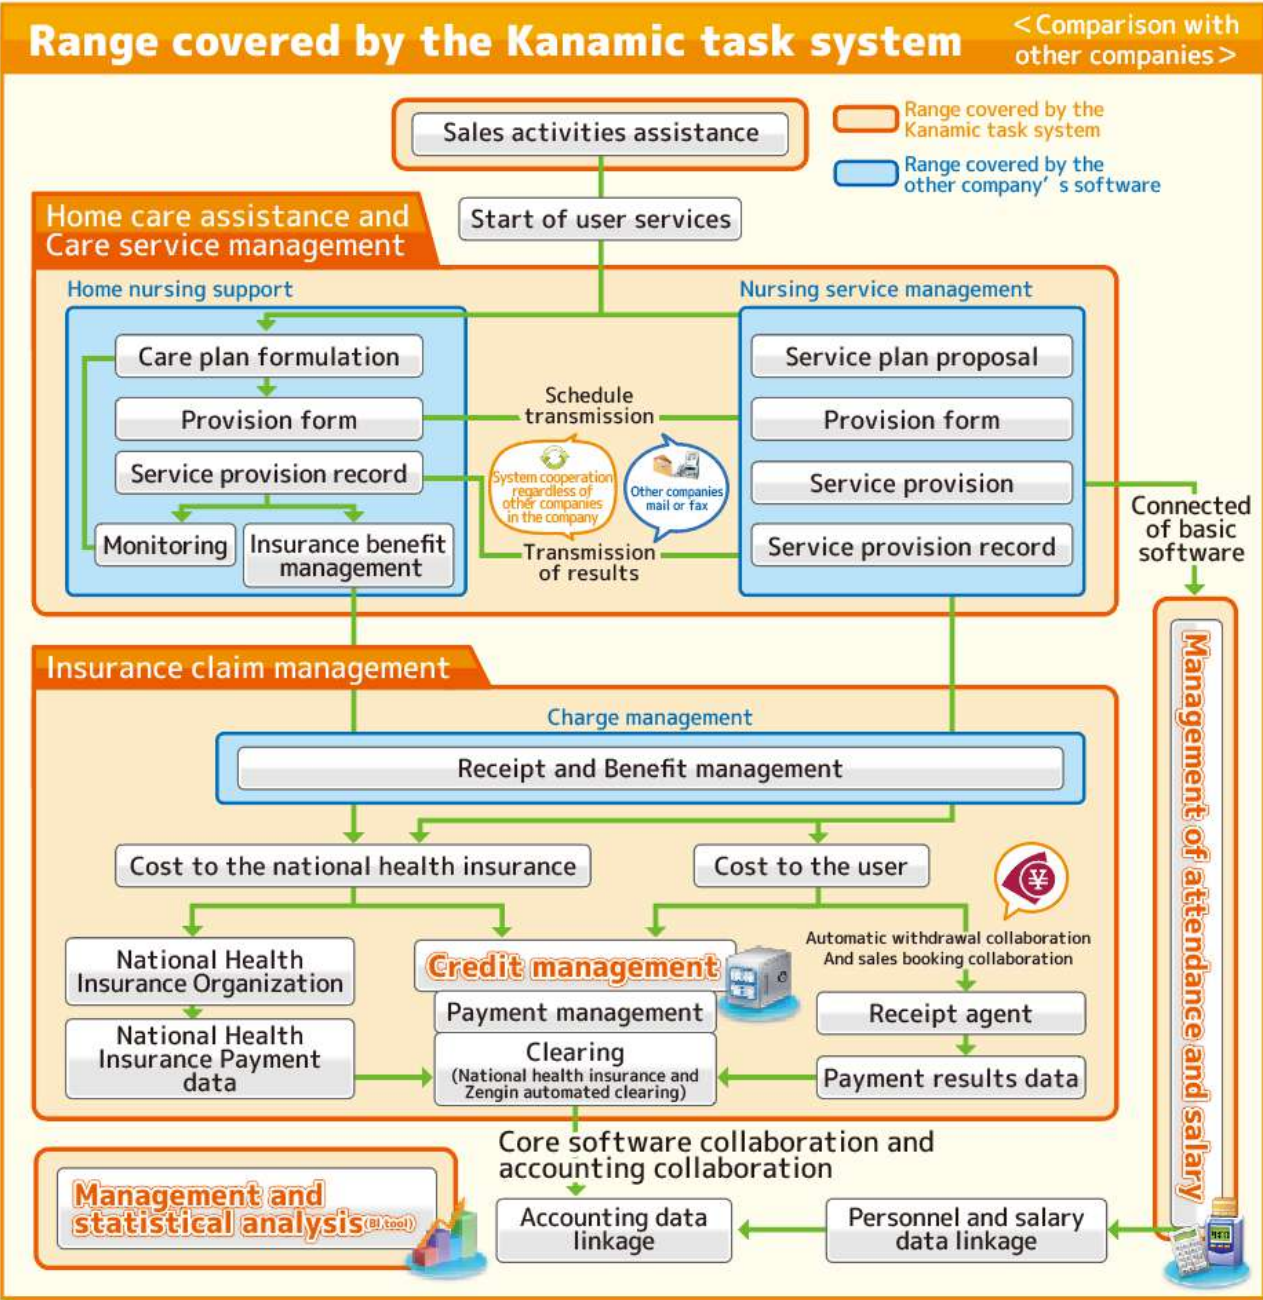 Range covered by the Kanamic task system
<Comparison with
other companies>
Sales activities assistance
Range covered by the
Kanamic task system
Range covered by the
other company’ s software
Home care assistance and
Care service management
Start of user services
Home nursing support
Nursing service management
Care plan formulation
Service plan proposal
Schedule
transmission
Provision form
Provision form
Service provision record
System cooperation
regardless of
other companies
in the company
Other companies
mail or fax
Service provision
Connected
of basic
software
Monitoring
Insurance benefit
management
Transmission
of results
Service provision record
Insurance claim management
Management of attendance and salary
Charge management
Receipt and Benefit management
Cost to the national health insurance
Cost to the user
¥
Automatic withdrawal collaboration
And sales booking collaboration
National Health
Insurance Organization
Credit management
Payment management
Receipt agent
National Health
Insurance Payment
data
Clearing
(National health insurance and
Zengin automated clearing)
Payment results data
Core software collaboration and
accounting collaboration
Management and
statistical analysis(BI tool)
Accounting data
linkage
Personnel and salary
data linkage